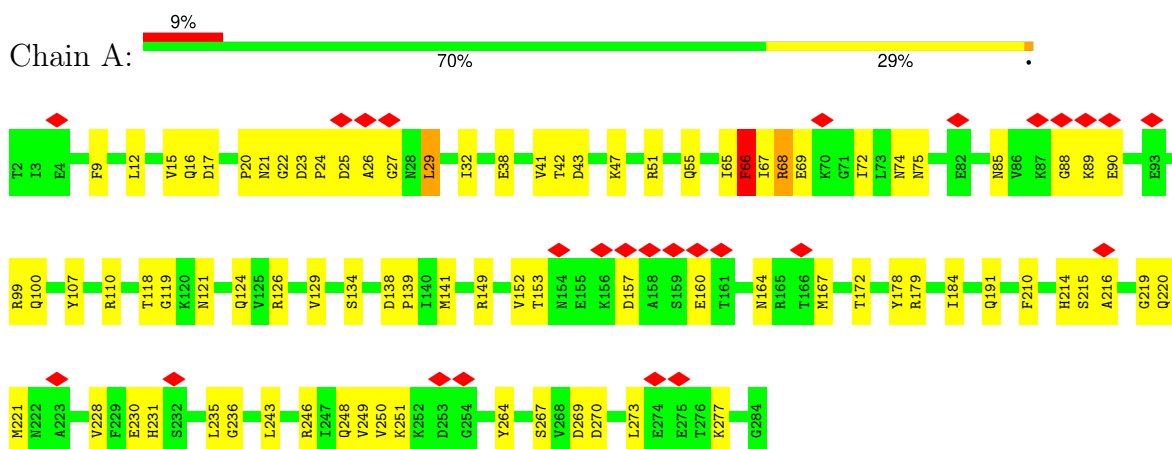 9%
Chain A:
70% 29% •
T2 I3 E4 F9 L12 V15 Q16 D17 P20 N21 G22 D23 P24 D25 A26 G27 N28 L29 I32 E38 V41 T42 D43 K47 R51 Q55 I65 F66 I67 R68 E69 K70 G71 I72 L73 N74 N75 E82 N85 V86 K87 G88 K89 E90 E93
R99 Q100 Y107 R110 T118 G119 K120 N121 Q124 V125 R126 V129 S134 D138 P139 I140 M141 R149 V152 T153 N154 E155 K156 D157 A158 S159 E160 T161 N164 R165 T166 M167 T172 Y178 R179 I184 Q191 F210 H214 S215 A216 G219 Q220
M221 N222 A223 V228 F229 E230 H231 S232 L235 G236 L243 R246 I247 Q248 V249 V250 K251 K252 D253 G254 Y264 S267 V268 D269 D270 L273 E274 E275 T276 K277 G284